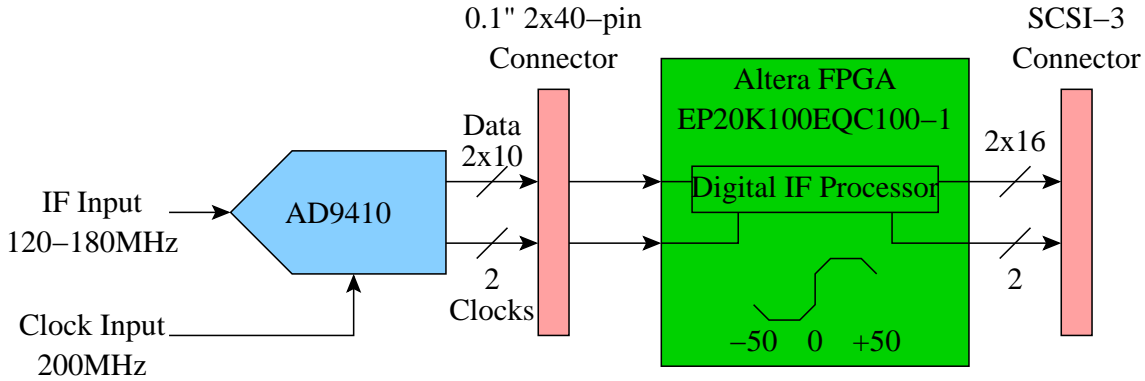 0.1" 2x40−pin
Connector
SCSI−3
Connector
Altera FPGA
EP20K100EQC100−1
Data
2x10
2x16
Digital IF Processor
IF Input
120−180MHz
AD9410
2
Clocks
2
Clock Input
200MHz
−50 0 +50